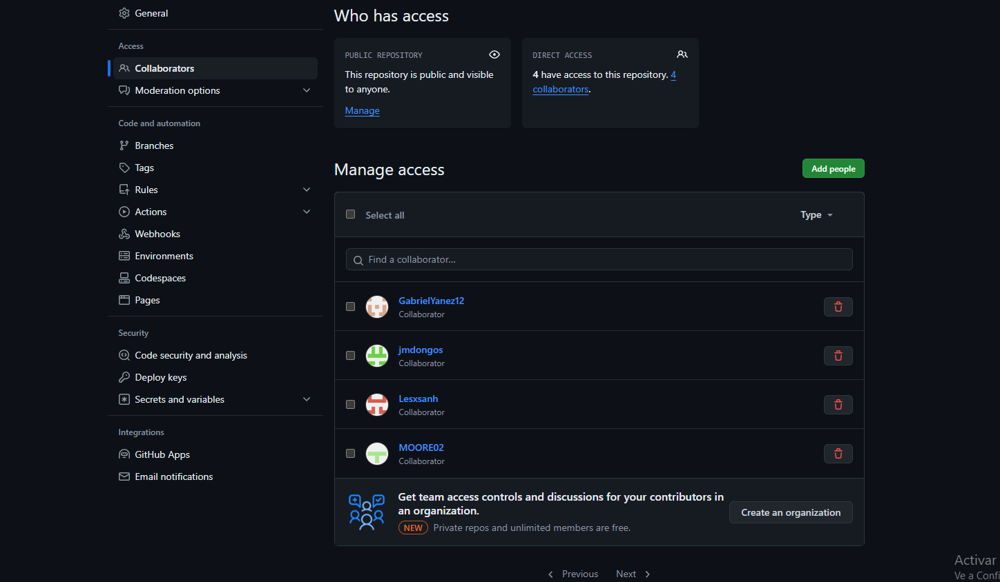 General
Access
Collaborators
Moderation options
Code and automation
Branches
Tags
Rules
Actions
Webhooks
Environments
Codespaces
Pages
Security
Code security and analysis
Deploy keys
Secrets and variables
Integrations
GitHub Apps
Email notifications
Who has access
PUBLIC REPOSITORY
This repository is public and visible
to anyone.
Manage
DIRECT ACCESS
4 have access to this repository. 4
collaborators.
Manage access
Add people
Select all
Type
Find a collaborator...
GabrielYanez12
Collaborator
jmdongos
Collaborator
Lesxsanh
Collaborator
MOORE02
Collaborator
Get team access controls and discussions for your contributors in
an organization.
NEW Private repos and unlimited members are free.
Create an organization
Previous Next
Activar
Ve a Confi